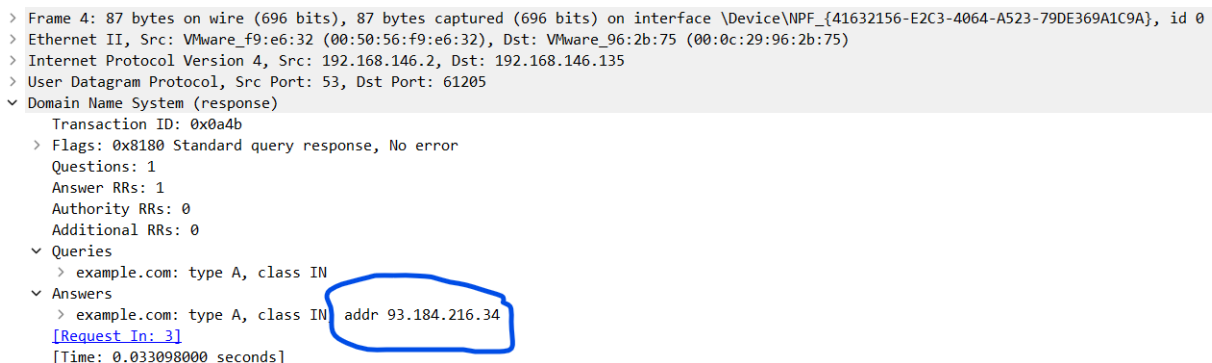 Frame 4: 87 bytes on wire (696 bits), 87 bytes captured (696 bits) on interface \Device\NPF_{41632156-E2C3-4064-A523-79DE369A1C9A}, id 0
Ethernet II, Src: VMware_f9:e6:32 (00:50:56:f9:e6:32), Dst: VMware_96:2b:75 (00:0c:29:96:2b:75)
Internet Protocol Version 4, Src: 192.168.146.2, Dst: 192.168.146.135
User Datagram Protocol, Src Port: 53, Dst Port: 61205
Domain Name System (response)
Transaction ID: 0x0a4b
Flags: 0x8180 Standard query response, No error
Questions: 1
Answer RRs: 1
Authority RRs: 0
Additional RRs: 0
Queries
example.com: type A, class IN
Answers
example.com: type A, class IN addr 93.184.216.34
[Request In: 3]
[Time: 0.033098000 seconds]